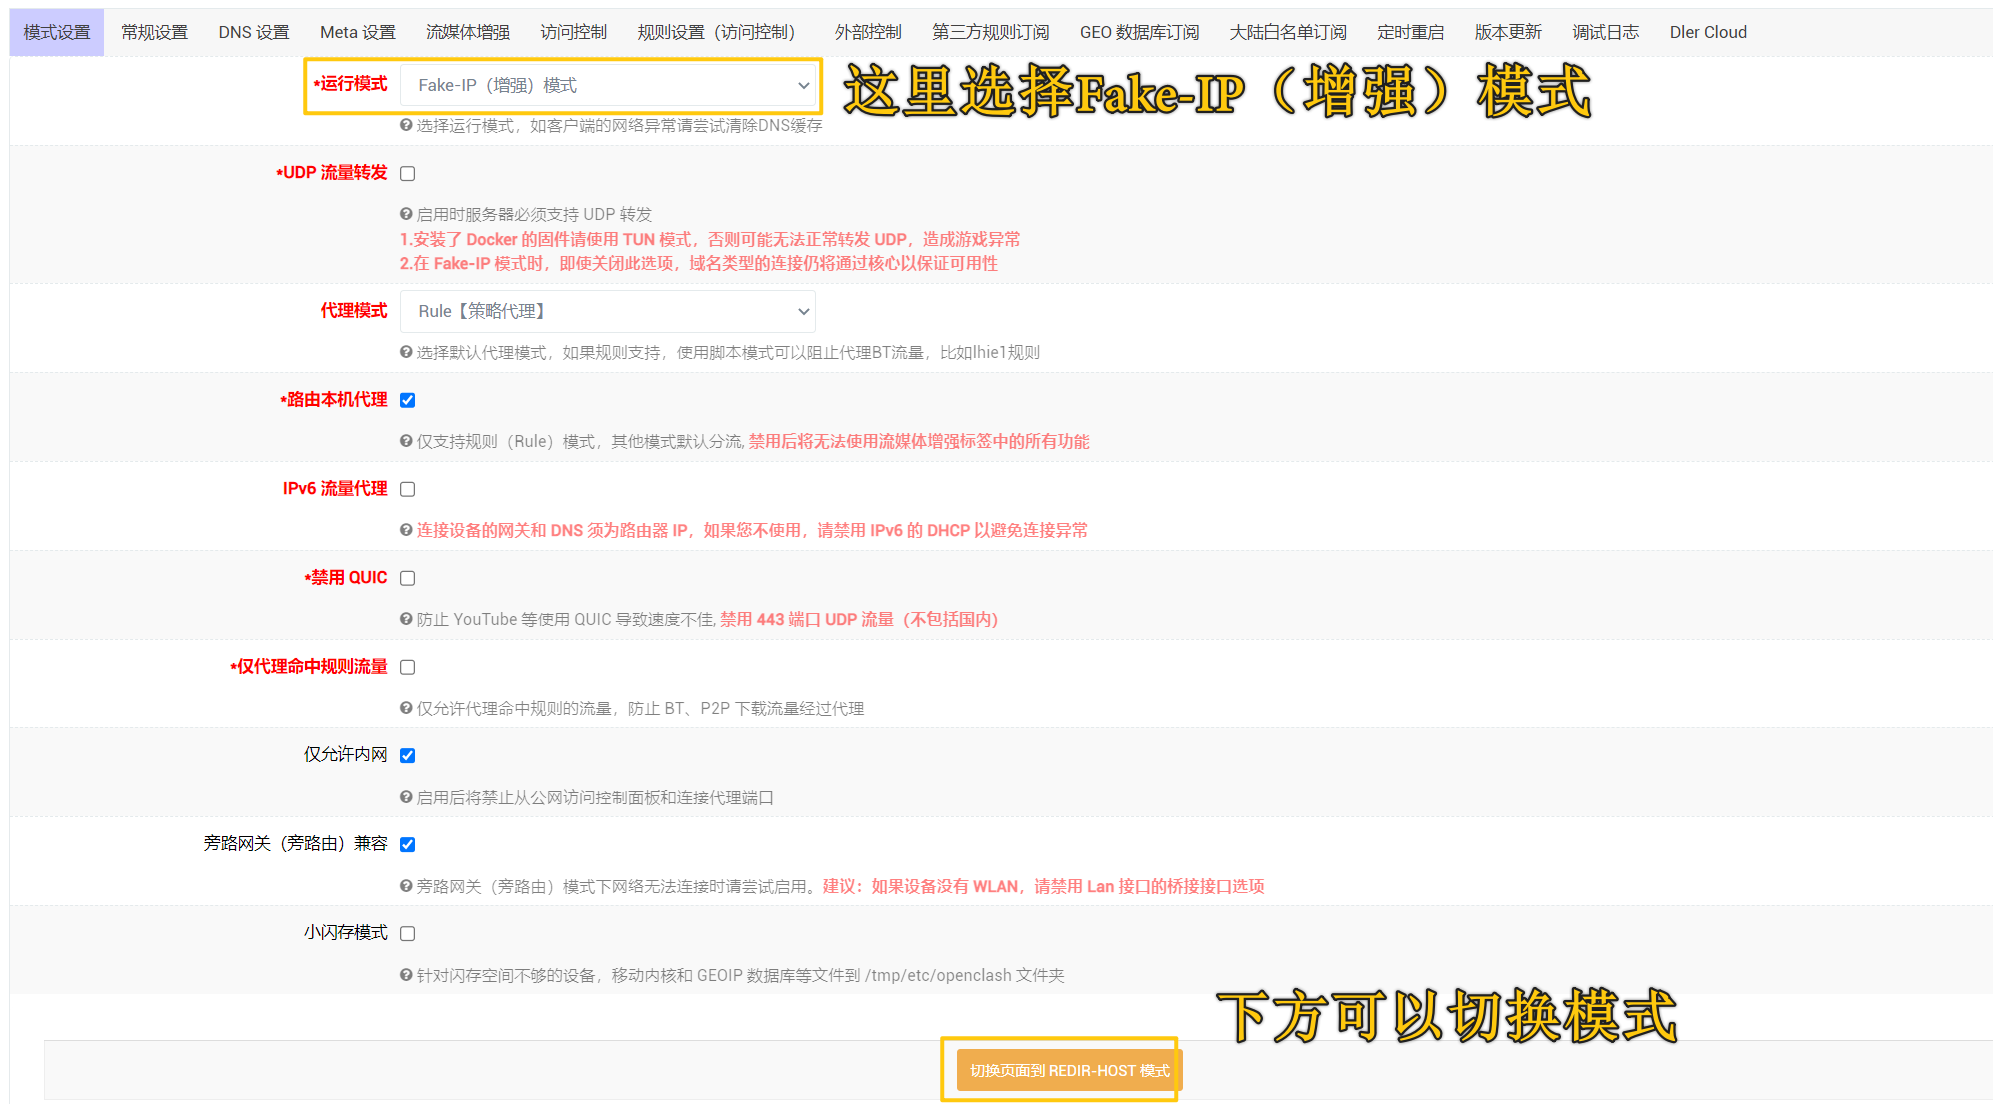 模式设置 常规设置 DNS 设置 Meta 设置 流媒体增强 访问控制 规则设置（访问控制） 外部控制 第三方规则订阅 GEO 数据库订阅 大陆白名单订阅 定时重启 版本更新 调试日志 Dler Cloud
*运行模式 Fake-IP（增强）模式 这里选择Fake-IP（增强）模式
选择运行模式，如客户端的网络异常请尝试清除DNS缓存
*UDP 流量转发
启用时服务器必须支持 UDP 转发
1.安装了 Docker 的固件请使用 TUN 模式，否则可能无法正常转发 UDP，造成游戏异常
2.在 Fake-IP 模式时，即使关闭此选项，域名类型的连接仍将通过核心以保证可用性
代理模式 Rule【策略代理】
选择默认代理模式，如果规则支持，使用脚本模式可以阻止代理BT流量，比如lhie1规则
*路由本机代理
仅支持规则（Rule）模式，其他模式默认分流, 禁用后将无法使用流媒体增强标签中的所有功能
IPv6 流量代理
连接设备的网关和 DNS 须为路由器 IP，如果您不使用，请禁用 IPv6 的 DHCP 以避免连接异常
*禁用 QUIC
防止 YouTube 等使用 QUIC 导致速度不佳, 禁用 443 端口 UDP 流量（不包括国内）
*仅代理命中规则流量
仅允许代理命中规则的流量，防止 BT、P2P 下载流量经过代理
仅允许内网
启用后将禁止从公网访问控制面板和连接代理端口
旁路网关（旁路由）兼容
旁路网关（旁路由）模式下网络无法连接时请尝试启用。建议：如果设备没有 WLAN，请禁用 Lan 接口的桥接接口选项
小闪存模式
针对闪存空间不够的设备，移动内核和 GEOIP 数据库等文件到 /tmp/etc/openclash 文件夹
下方可以切换模式
切换页面到 REDIR-HOST 模式